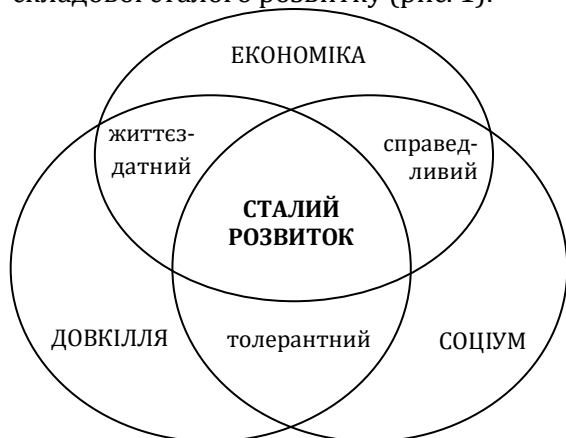 складової сталого розвитку (рис. 1).
ЕКОНОМІКА
життєз-
датний
справед-
ливий
СТАЛИЙ
РОЗВИТОК
ДОВКІЛЛЯ
толерантний
СОЦІУМ